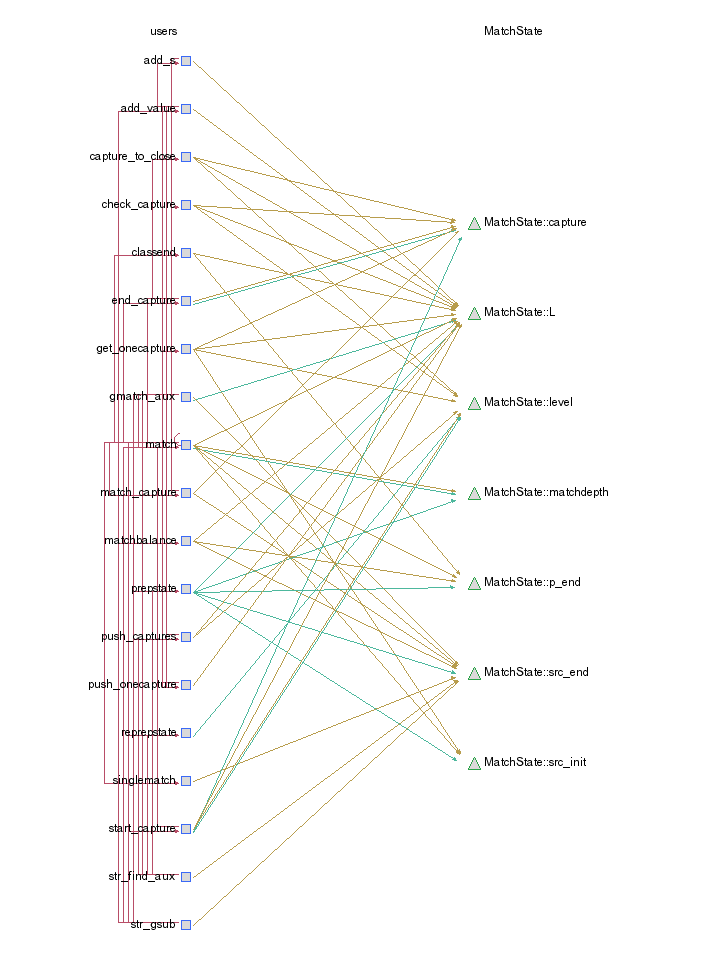 users
MatchState
add_s
add_value
capture_to_close
check_capture
MatchState::capture
classend
end_capture
MatchState::L
get_onecapture
gmatch_aux
MatchState::level
match
match_capture
MatchState::matchdepth
matchbalance
prepstate
MatchState::p_end
push_captures
MatchState::src_end
push_onecapture
reprepstate
MatchState::src_init
singlematch
start_capture
str_find_aux
str_gsub